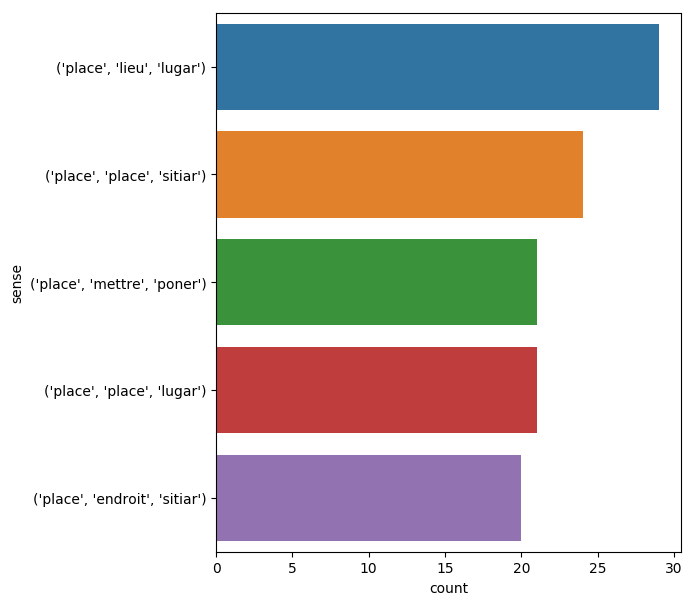 ('place', 'lieu', 'lugar')
('place', 'place', 'sitiar')
('place', 'mettre', 'poner')
('place', 'place', 'lugar')
('place', 'endroit', 'sitiar')
sense
0 5 10 15 20 25 30
count